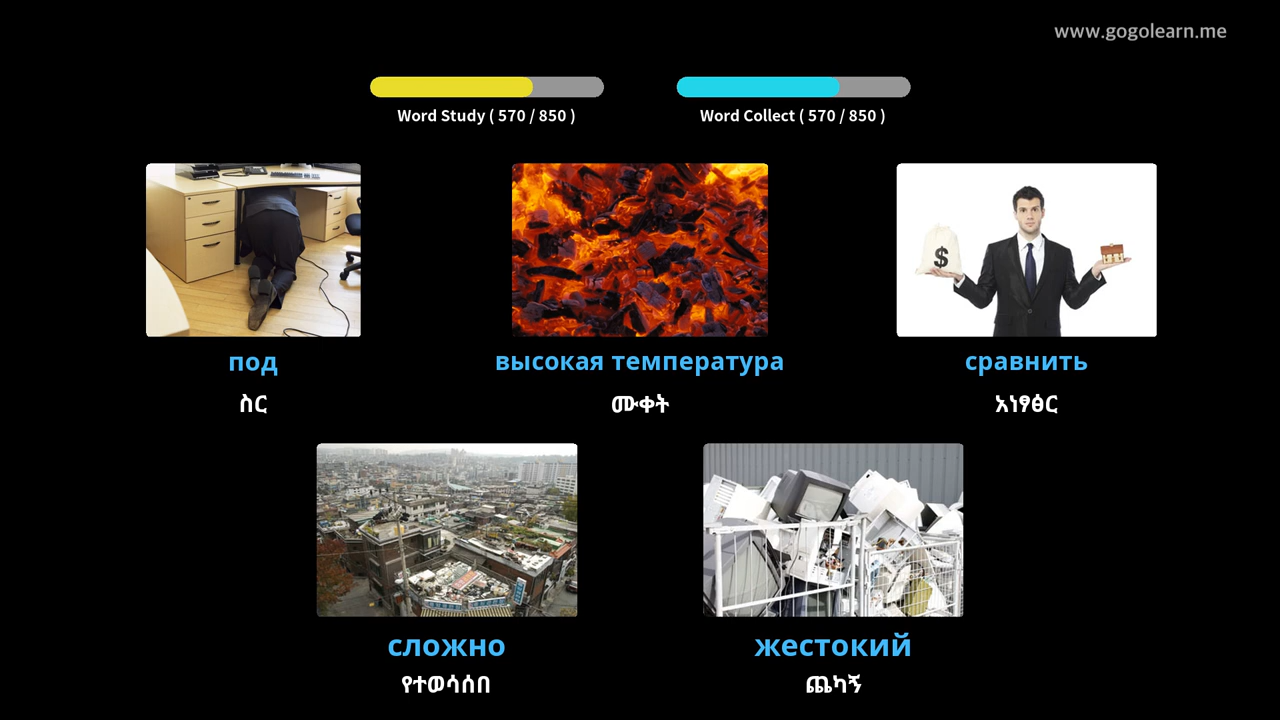 www.gogolearn.me
Word Study ( 570 / 850 )
Word Collect ( 570 / 850 )
$
под
высокая температура
сравнить
ስር
ሙቀት
አነፃፅር
сложно
жестокий
የተወሳሰበ
ጨካኝ